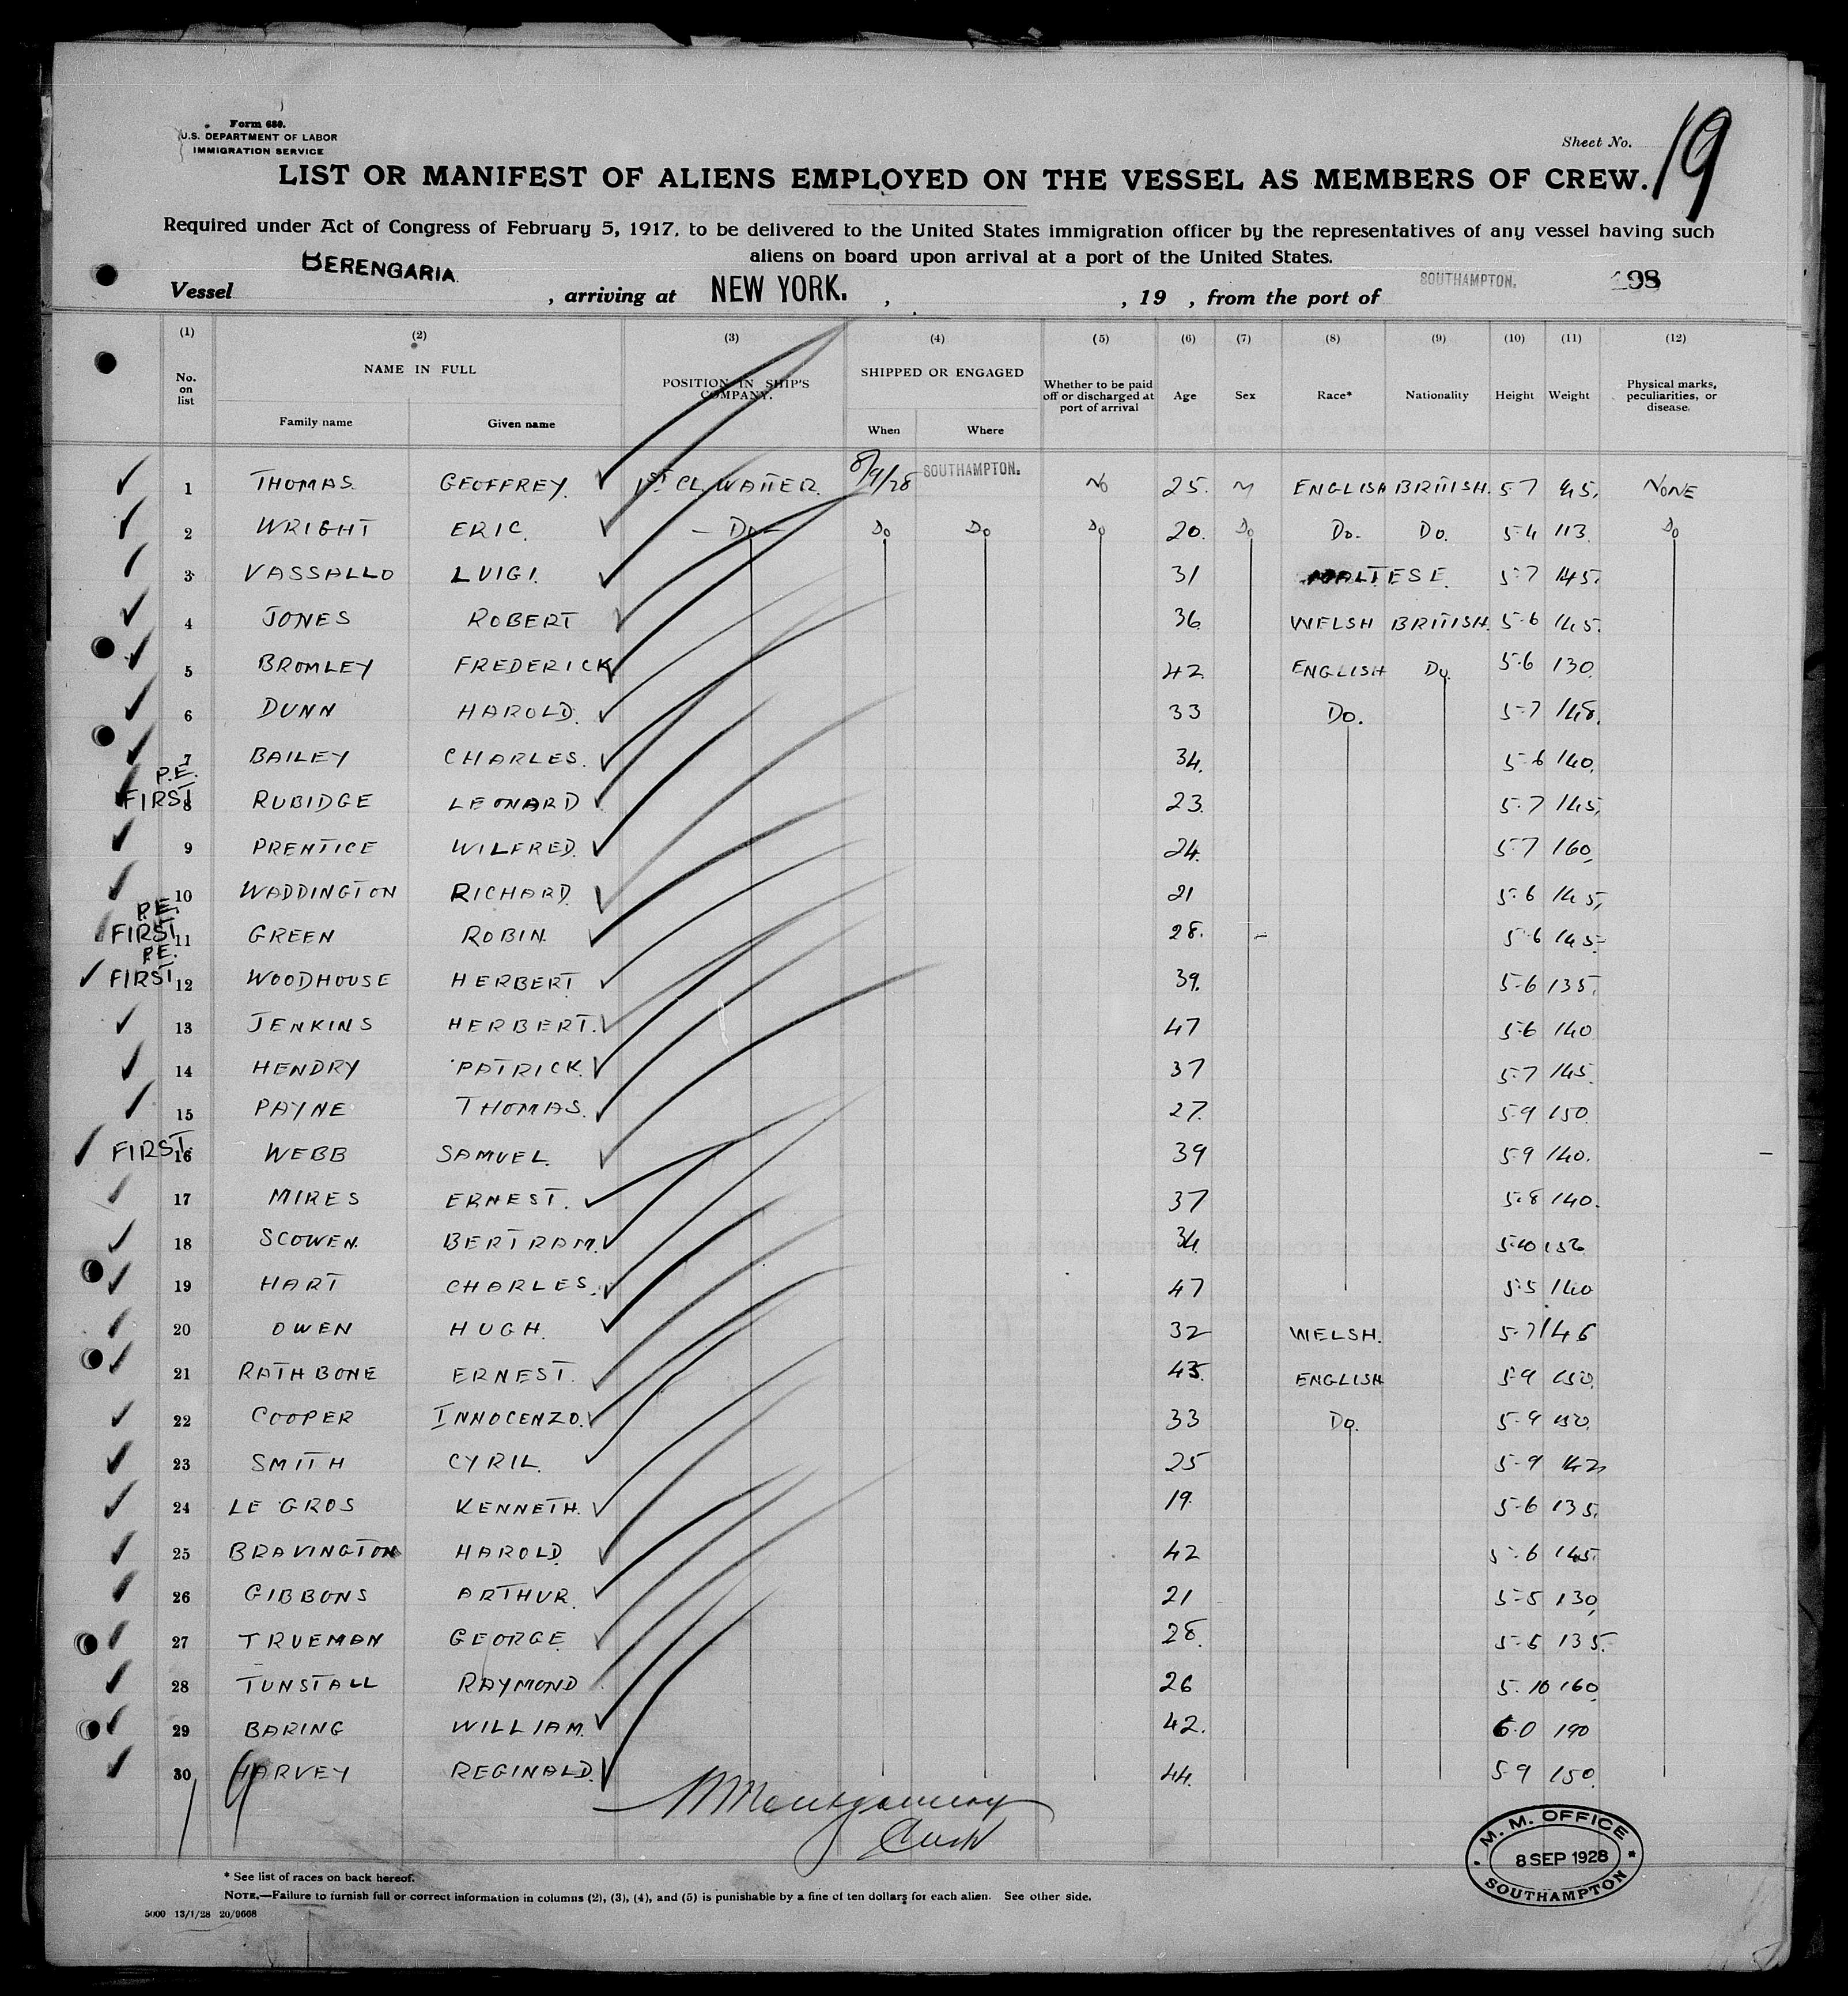 Form 680.
U.S. DEPARTMENT OF LABOR
IMMIGRATION SERVICE
Sheet No. 19
LIST OR MANIFEST OF ALIENS EMPLOYED ON THE VESSEL AS MEMBERS OF CREW.
Required under Act of Congress of February 5, 1917, to be delivered to the United States immigration officer by the representatives of any vessel having such
aliens on board upon arrival at a port of the United States.
Vessel BERENGARIA , arriving at NEW YORK. , , 19 , from the port of SOUTHAMPTON. 198
(1) (2) (3) (4) (5) (6) (7) (8) (9) (10) (11) (12)
No. on list NAME IN FULL Family name Given name POSITION IN SHIP'S COMPANY. SHIPPED OR ENGAGED When Where Whether to be paid off or discharged at port of arrival Age Sex Race* Nationality Height Weight Physical marks, peculiarities, or disease.
1 THOMAS GEOFFREY. 1ST CL WAITER. 8/9/28 SOUTHAMPTON. No 25. M ENGLISH BRITISH. 5 7 NONE
2 WRIGHT ERIC. - Do - Do Do Do 20. Do Do. Do. 5-4 113. Do
3 VASSALLO LUIGI. 31 MALTESE. 5-7 145.
4 JONES ROBERT 36 WELSH BRITISH. 5-6 145.
5 BROMLEY FREDERICK 42 ENGLISH Do. 5-6 130.
6 DUNN HAROLD. 33 Do. 5-7 148.
7 BAILEY CHARLES. 34. 5-6 140.
P.E. FIRST 8 RUBIDGE LEONARD 23. 5-7 145.
9 PRENTICE WILFRED. 24. 5-7 160.
10 WADDINGTON RICHARD. 21 5-6 145.
P.E. FIRST 11 GREEN ROBIN. 28. 5-6 145-
P.E. FIRST 12 WOODHOUSE HERBERT 39. 5-6 135.
13 JENKINS HERBERT. 47 5-6 140
14 HENDRY PATRICK. 37 5-7 145.
15 PAYNE THOMAS. 27. 5-9 150.
FIRST 16 WEBB SAMUEL. 39 5-9 140.
17 MIRES ERNEST. 37 5-8 140.
18 SCOWEN. BERTRAM. 34. 5-10
19 HART CHARLES. 47 5-5 140
20 OWEN HUGH. 32 WELSH. 5-7 146
21 RATHBONE ERNEST. 45. ENGLISH 5-9 150.
22 COOPER INNOCENZO. 33 Do. 5-9 150.
23 SMITH CYRIL. 25 5-9 142
24 LE GROS KENNETH. 19. 5-6 135.
25 BRAVINGTON HAROLD. 42 5-6 145.
26 GIBBONS ARTHUR. 21 5-5 130
27 TRUEMAN GEORGE. 28. 135.
28 TUNSTALL RAYMOND 26 5-10 160
29 BARING WILLIAM. 42. 6-0 190
30 HARVEY REGINALD. 44. 5-9 150.
19
Montgomery
M. M. OFFICE
8 SEP 1928
SOUTHAMPTON
* See list of races on back hereof.
NOTE.—Failure to furnish full or correct information in columns (2), (3), (4), and (5) is punishable by a fine of ten dollars for each alien. See other side.
5000 13/1/28 20/9668